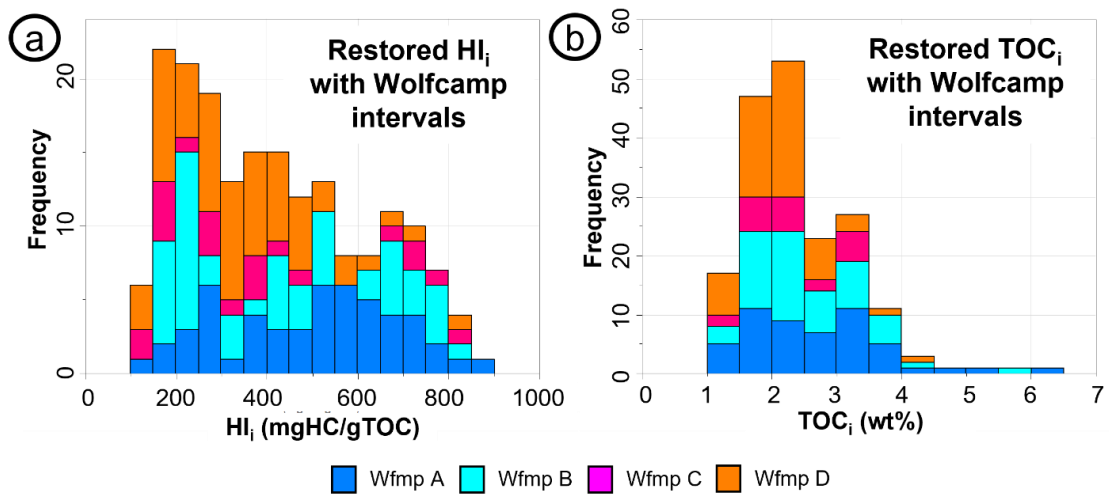 a
Restored HIi
with Wolfcamp
intervals
Frequency
20
10
0
0 200 400 600 800 1000
HIi (mgHC/gTOC)
b
Restored TOCi
with Wolfcamp
intervals
Frequency
60
50
40
30
20
10
0
0 1 2 3 4 5 6 7
TOCi (wt%)
Wfmp A Wfmp B Wfmp C Wfmp D